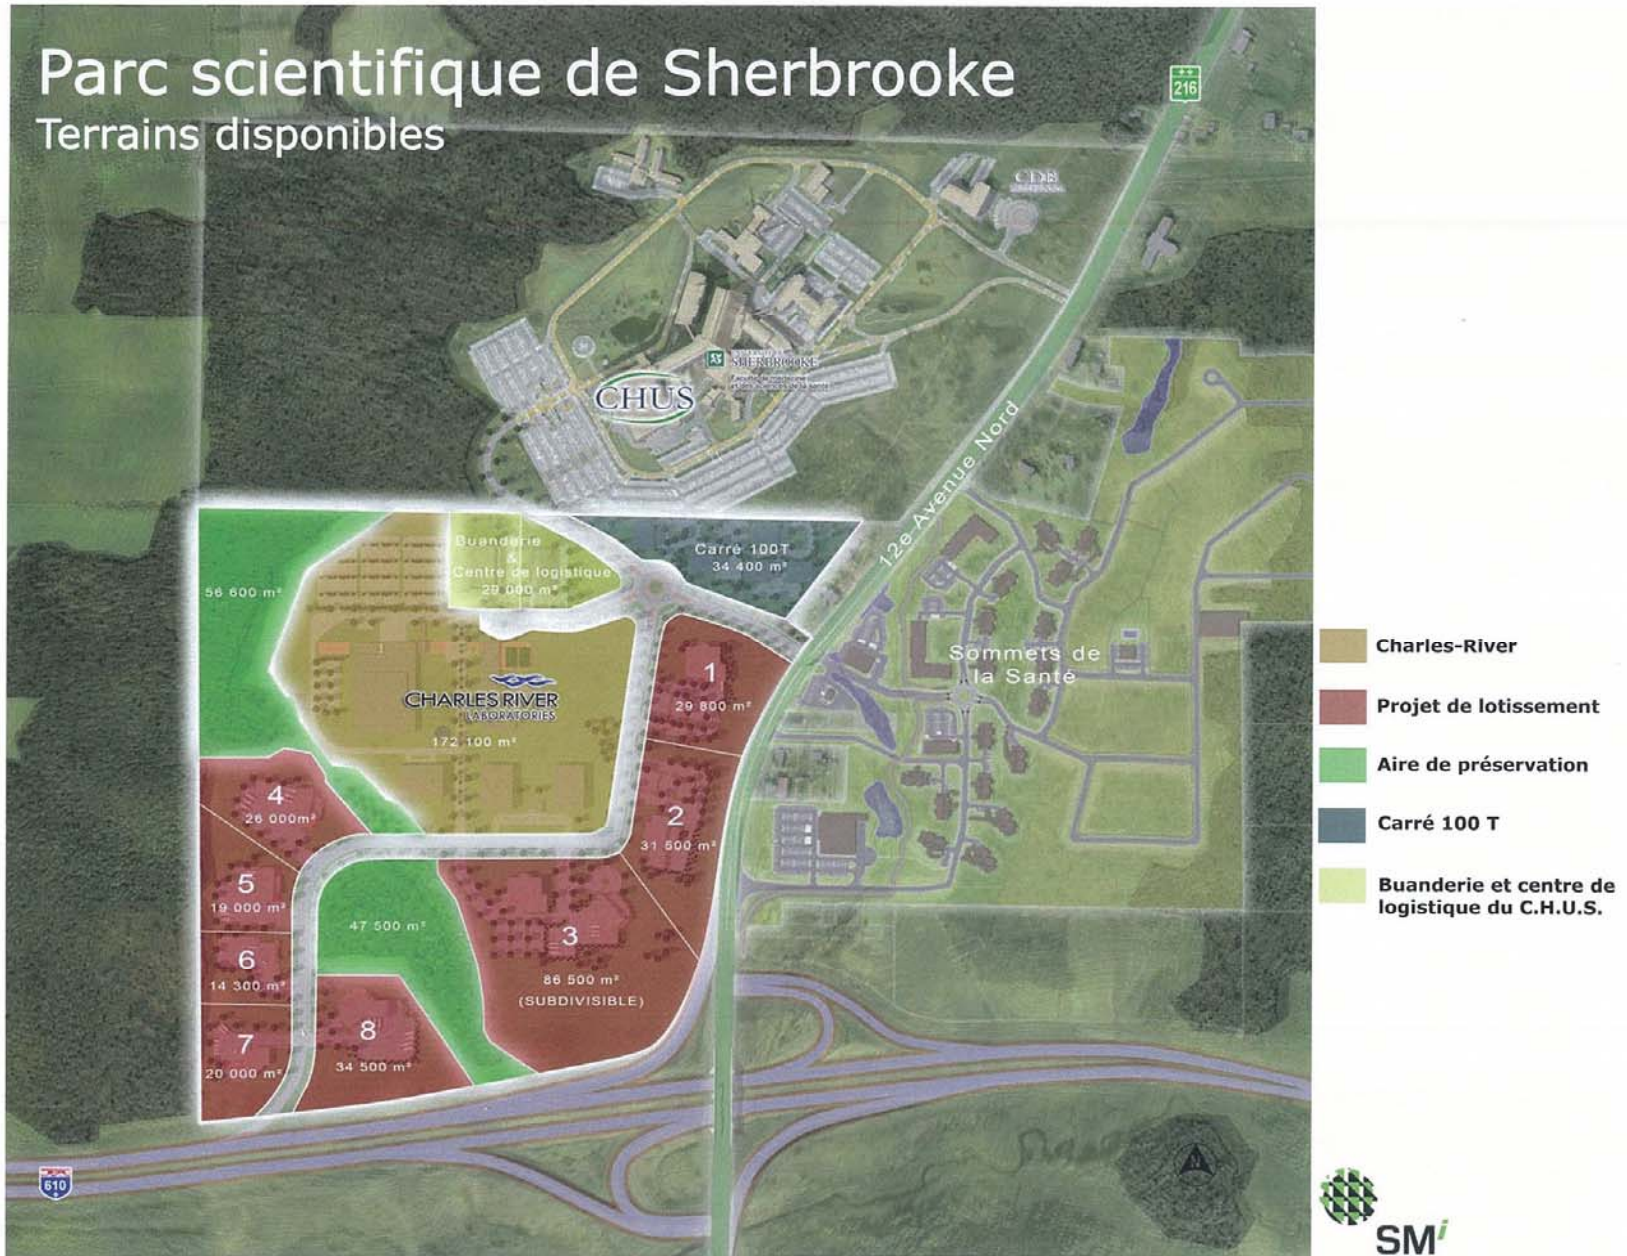 Parc scientifique de Sherbrooke
Terrains disponibles
216
CHUS
SHERBROOKE
12e Avenue Nord
Buanderie
&
Centre de logistique
29 000 m²
Carré 100T
34 400 m²
56 600 m²
CHARLES RIVER
LABORATORIES
172 100 m²
1
29 800 m²
2
31 500 m²
3
86 500 m²
(SUBDIVISIBLE)
4
26 000m²
5
19 000 m²
6
14 300 m²
7
20 000 m²
8
34 500 m²
47 500 m²
Sommets de
la Santé
610
N
Charles-River
Projet de lotissement
Aire de préservation
Carré 100 T
Buanderie et centre de
logistique du C.H.U.S.
SMi